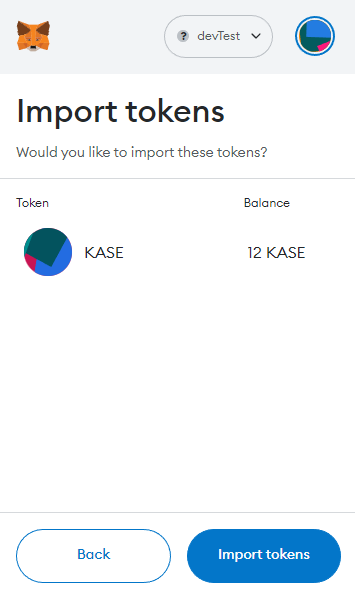 ? devTest
Import tokens
Would you like to import these tokens?
Token Balance
KASE 12 KASE
Back Import tokens